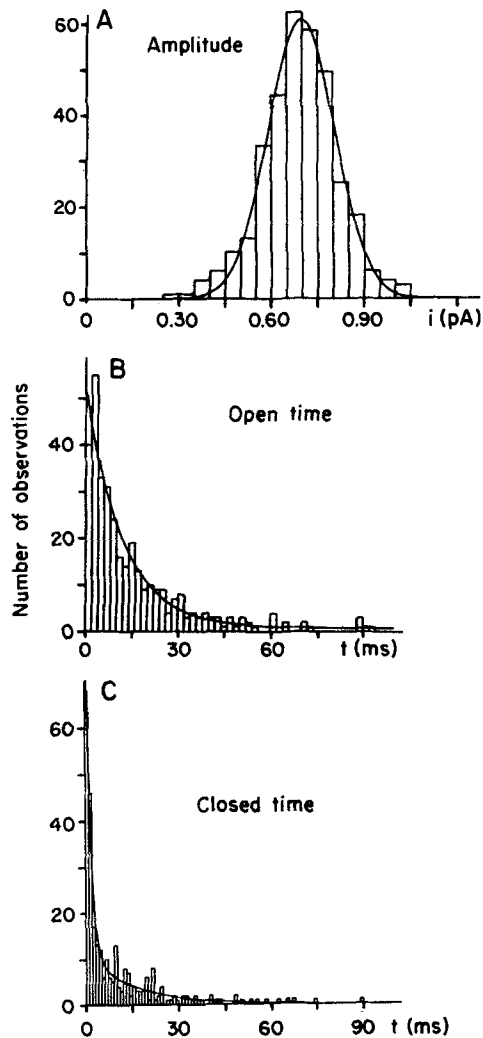 A
Amplitude
60
40
20
0
0 0.30 0.60 0.90 i (pA)
Number of observations
B
Open time
40
20
0
0 30 60 t (ms)
C
Closed time
60
40
20
0
0 30 60 90 t (ms)